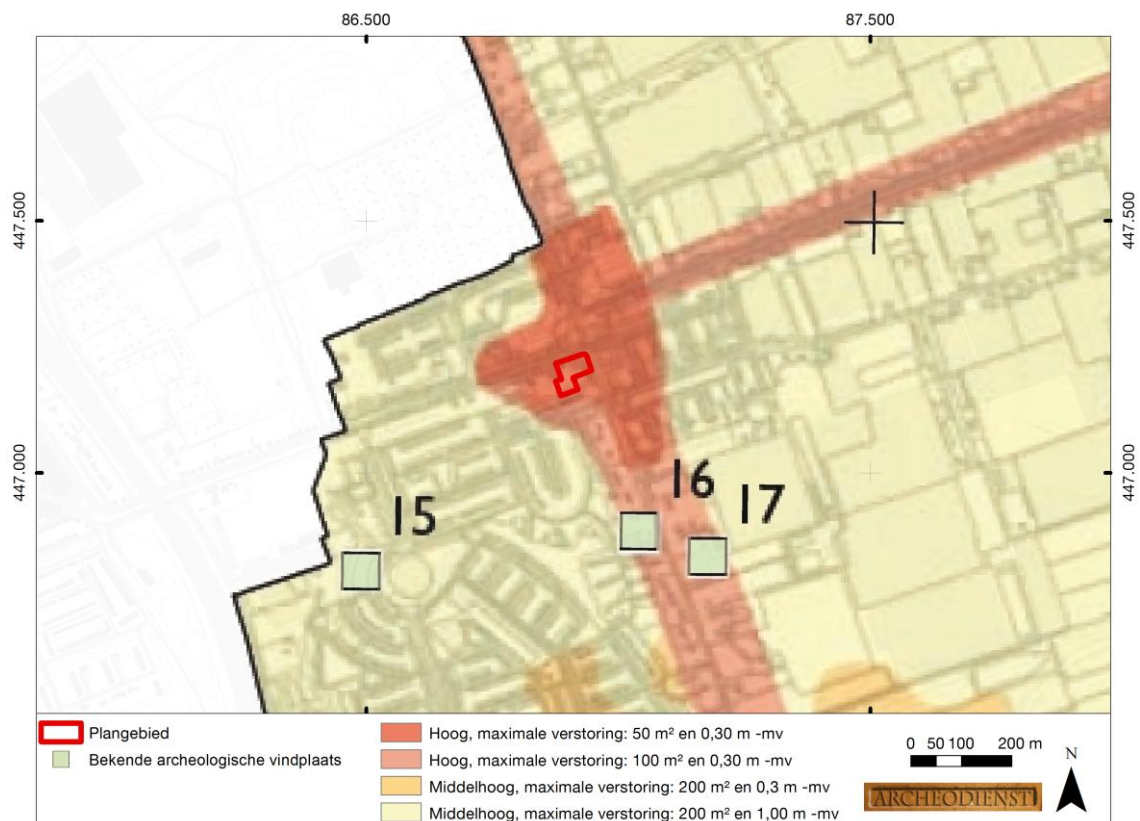 86.500 87.500
447.500 447.500
447.000 447.000
16
17
15
Plangebied
Bekende archeologische vindplaats
Hoog, maximale verstoring: 50 m² en 0,30 m -mv
Hoog, maximale verstoring: 100 m² en 0,30 m -mv
Middelhoog, maximale verstoring: 200 m² en 0,3 m -mv
Middelhoog, maximale verstoring: 200 m² en 1,00 m -mv
0 50 100 200 m
N
ARCHEODIENST